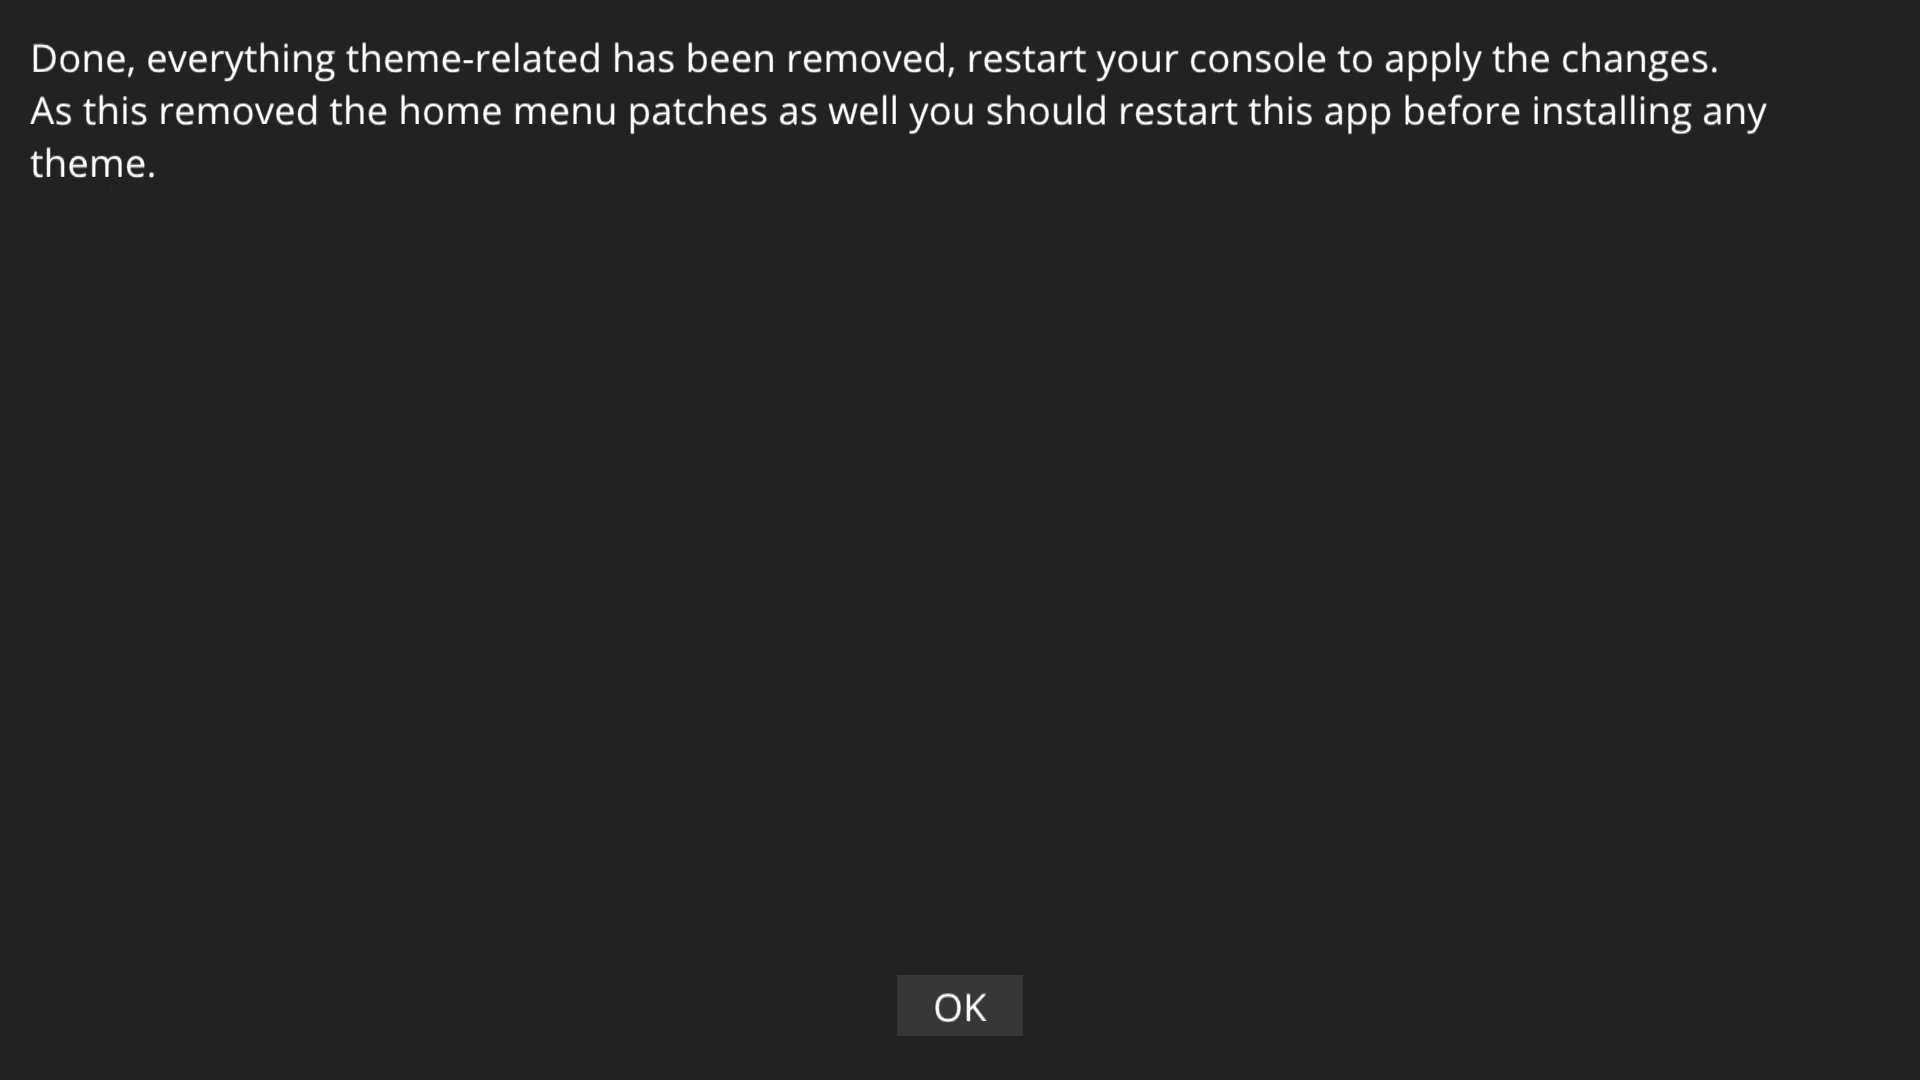 Done, everything theme-related has been removed, restart your console to apply the changes.
As this removed the home menu patches as well you should restart this app before installing any
theme.
OK